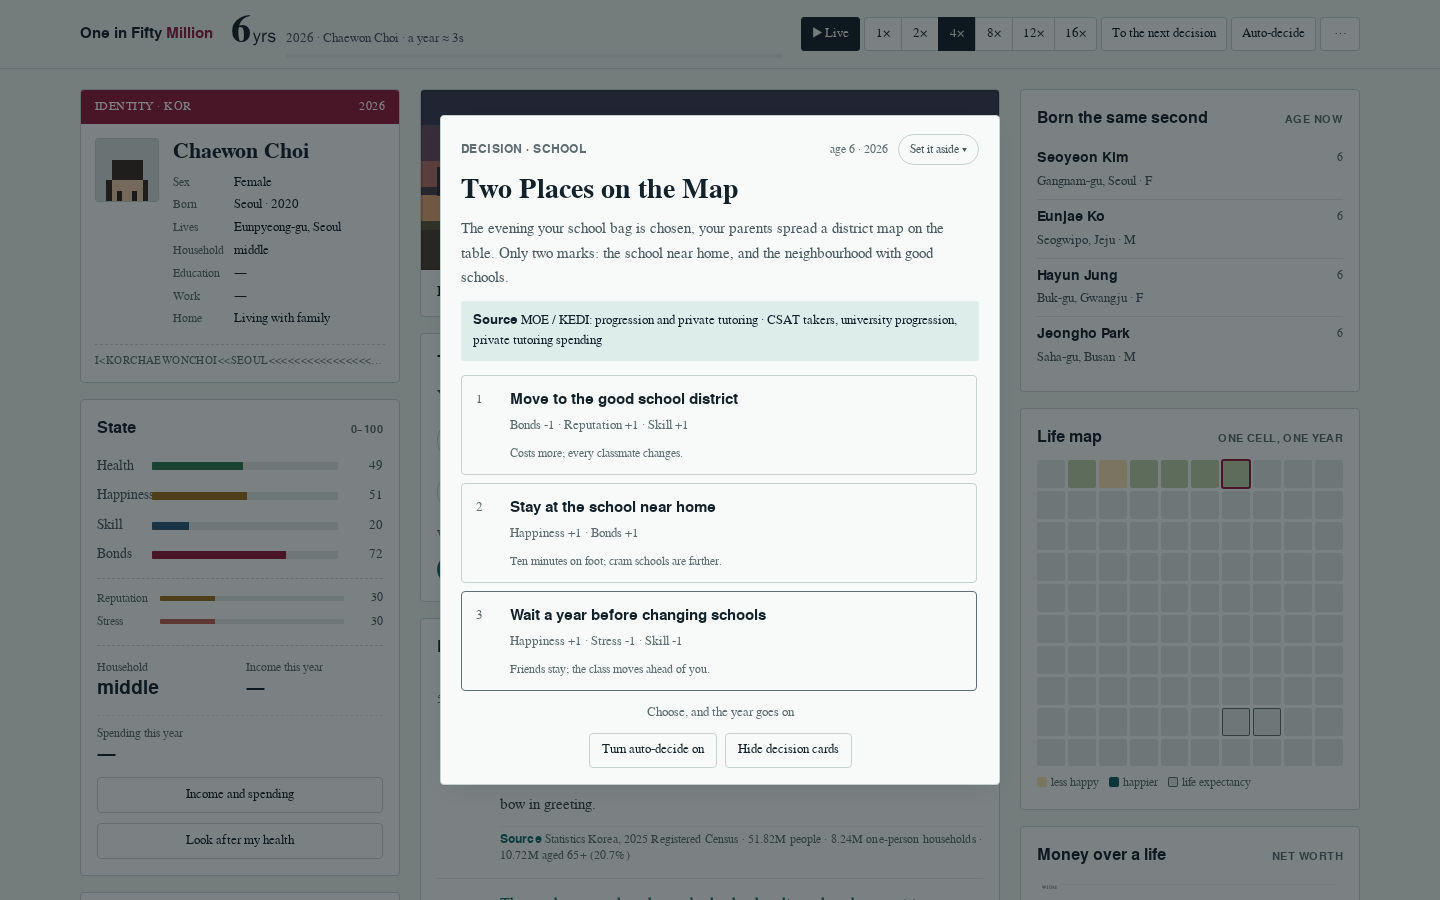 One in Fifty Million
6 yrs
2026 · Chaewon Choi · a year ≈ 3s
▶ Live
1×
2×
4×
8×
12×
16×
To the next decision
Auto-decide
···
IDENTITY · KOR
2026
Chaewon Choi
Sex Female
Born Seoul · 2020
Lives Eunpyeong-gu, Seoul
Household middle
Education —
Work —
Home Living with family
I<KORCHAEWONCHOI<<SEOUL<<<<<<<<<<<<<<<<<…
State
0–100
Health 49
Happiness 51
Skill 20
Bonds 72
Reputation 30
Stress 30
Household
middle
Income this year
—
Spending this year
—
Income and spending
Look after my health
DECISION · SCHOOL
age 6 · 2026
Set it aside ▾
Two Places on the Map
The evening your school bag is chosen, your parents spread a district map on the
table. Only two marks: the school near home, and the neighbourhood with good
schools.
Source MOE / KEDI: progression and private tutoring · CSAT takers, university progression,
private tutoring spending
1
Move to the good school district
Bonds -1 · Reputation +1 · Skill +1
Costs more; every classmate changes.
2
Stay at the school near home
Happiness +1 · Bonds +1
Ten minutes on foot; cram schools are farther.
3
Wait a year before changing schools
Happiness +1 · Stress -1 · Skill -1
Friends stay; the class moves ahead of you.
Choose, and the year goes on
Turn auto-decide on
Hide decision cards
bow in greeting.
Source Statistics Korea, 2025 Registered Census · 51.82M people · 8.24M one-person households ·
10.72M aged 65+ (20.7%)
Born the same second
AGE NOW
Seoyeon Kim 6
Gangnam-gu, Seoul · F
Eunjae Ko 6
Seogwipo, Jeju · M
Hayun Jung 6
Buk-gu, Gwangju · F
Jeongho Park 6
Saha-gu, Busan · M
Life map
ONE CELL, ONE YEAR
less happy
happier
life expectancy
Money over a life
NET WORTH